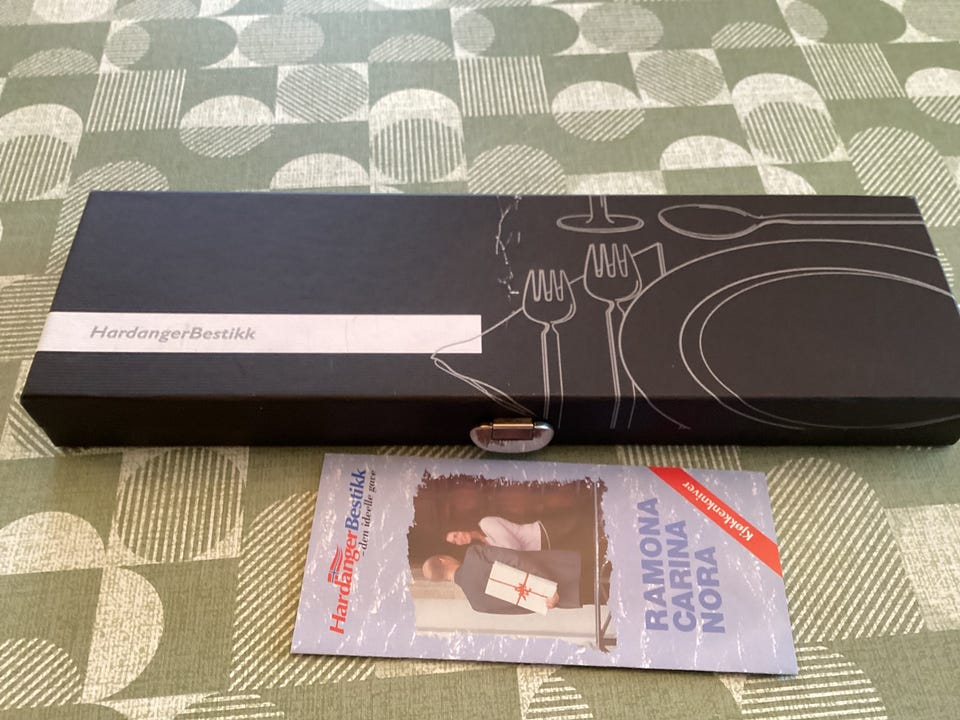 HardangerBestikk
HardangerBestikk
-den ideelle gave
Kjøkkenkniver
RAMONA
CARINA
NORA